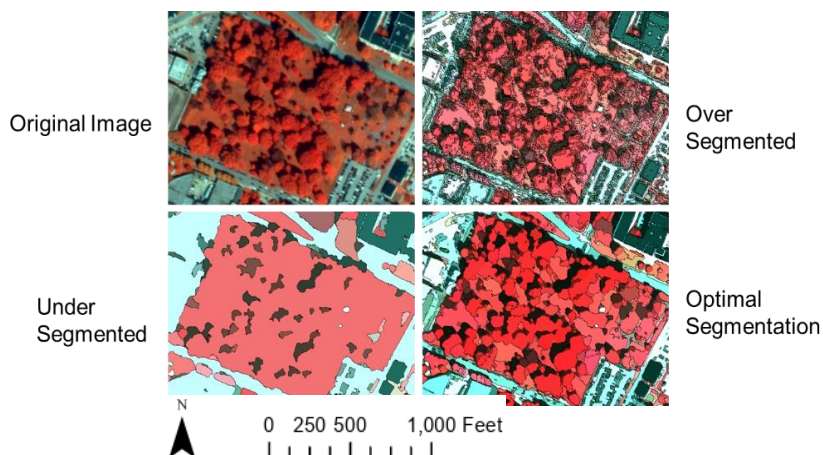 Original Image
Over
Segmented
Under
Segmented
Optimal
Segmentation
N
0 250 500 1,000 Feet